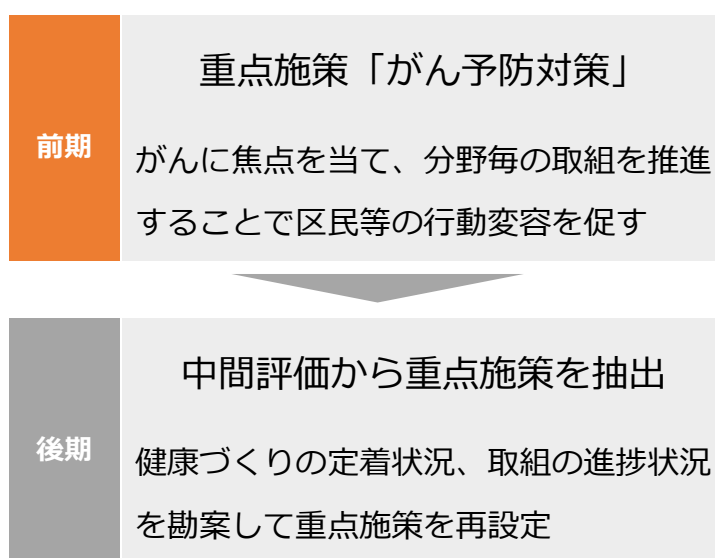 前期
重点施策「がん予防対策」
がんに焦点を当て、分野毎の取組を推進
することで区民等の行動変容を促す
後期
中間評価から重点施策を抽出
健康づくりの定着状況、取組の進捗状況
を勘案して重点施策を再設定